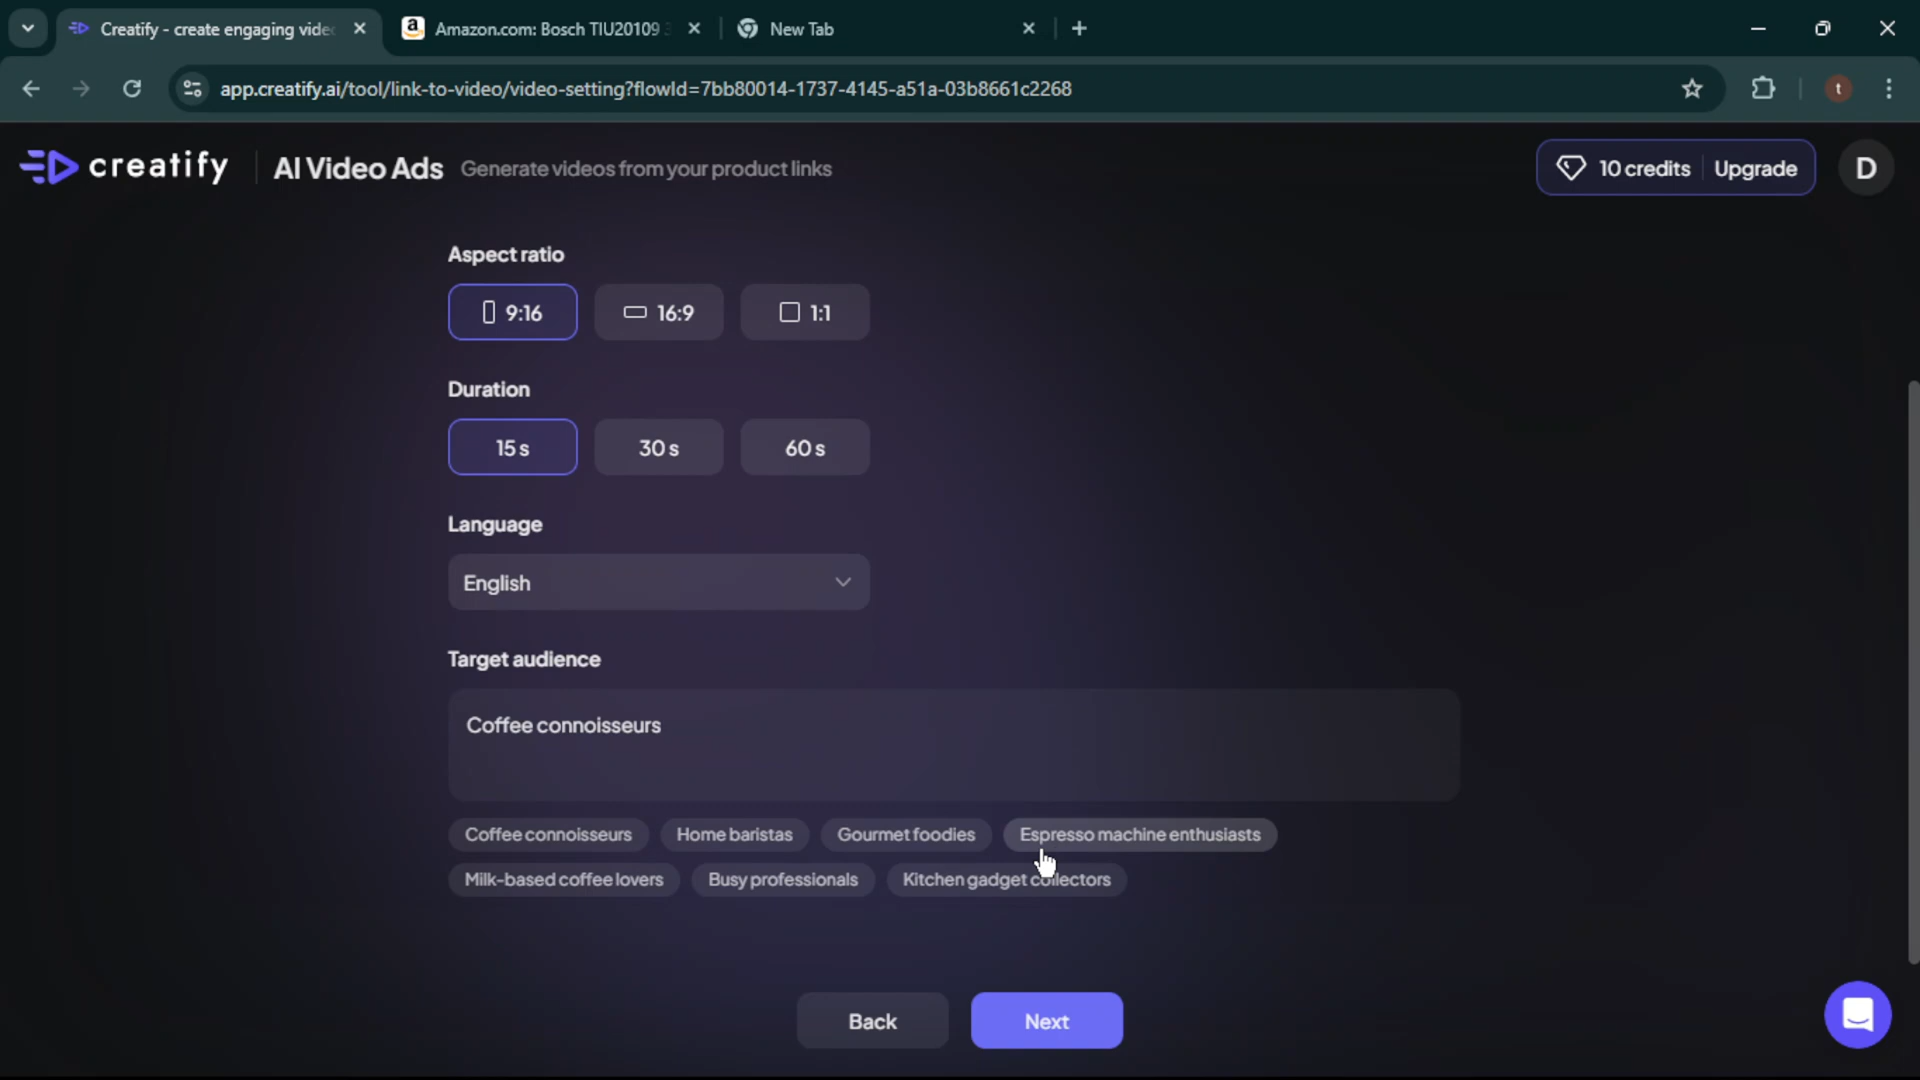 Creatify - create engaging vide
Amazon.com: Bosch TIU20109
New Tab
app.creatify.ai/tool/link-to-video/video-setting?flowId=7bb80014-1737-4145-a51a-03b8661c2268
t
creatify
AI Video Ads
Generate videos from your product links
10 credits
Upgrade
D
Aspect ratio
9:16
16:9
1:1
Duration
15 s
30 s
60 s
Language
English
Target audience
Coffee connoisseurs
Coffee connoisseurs
Home baristas
Gourmet foodies
Espresso machine enthusiasts
Milk-based coffee lovers
Busy professionals
Kitchen gadget collectors
Back
Next